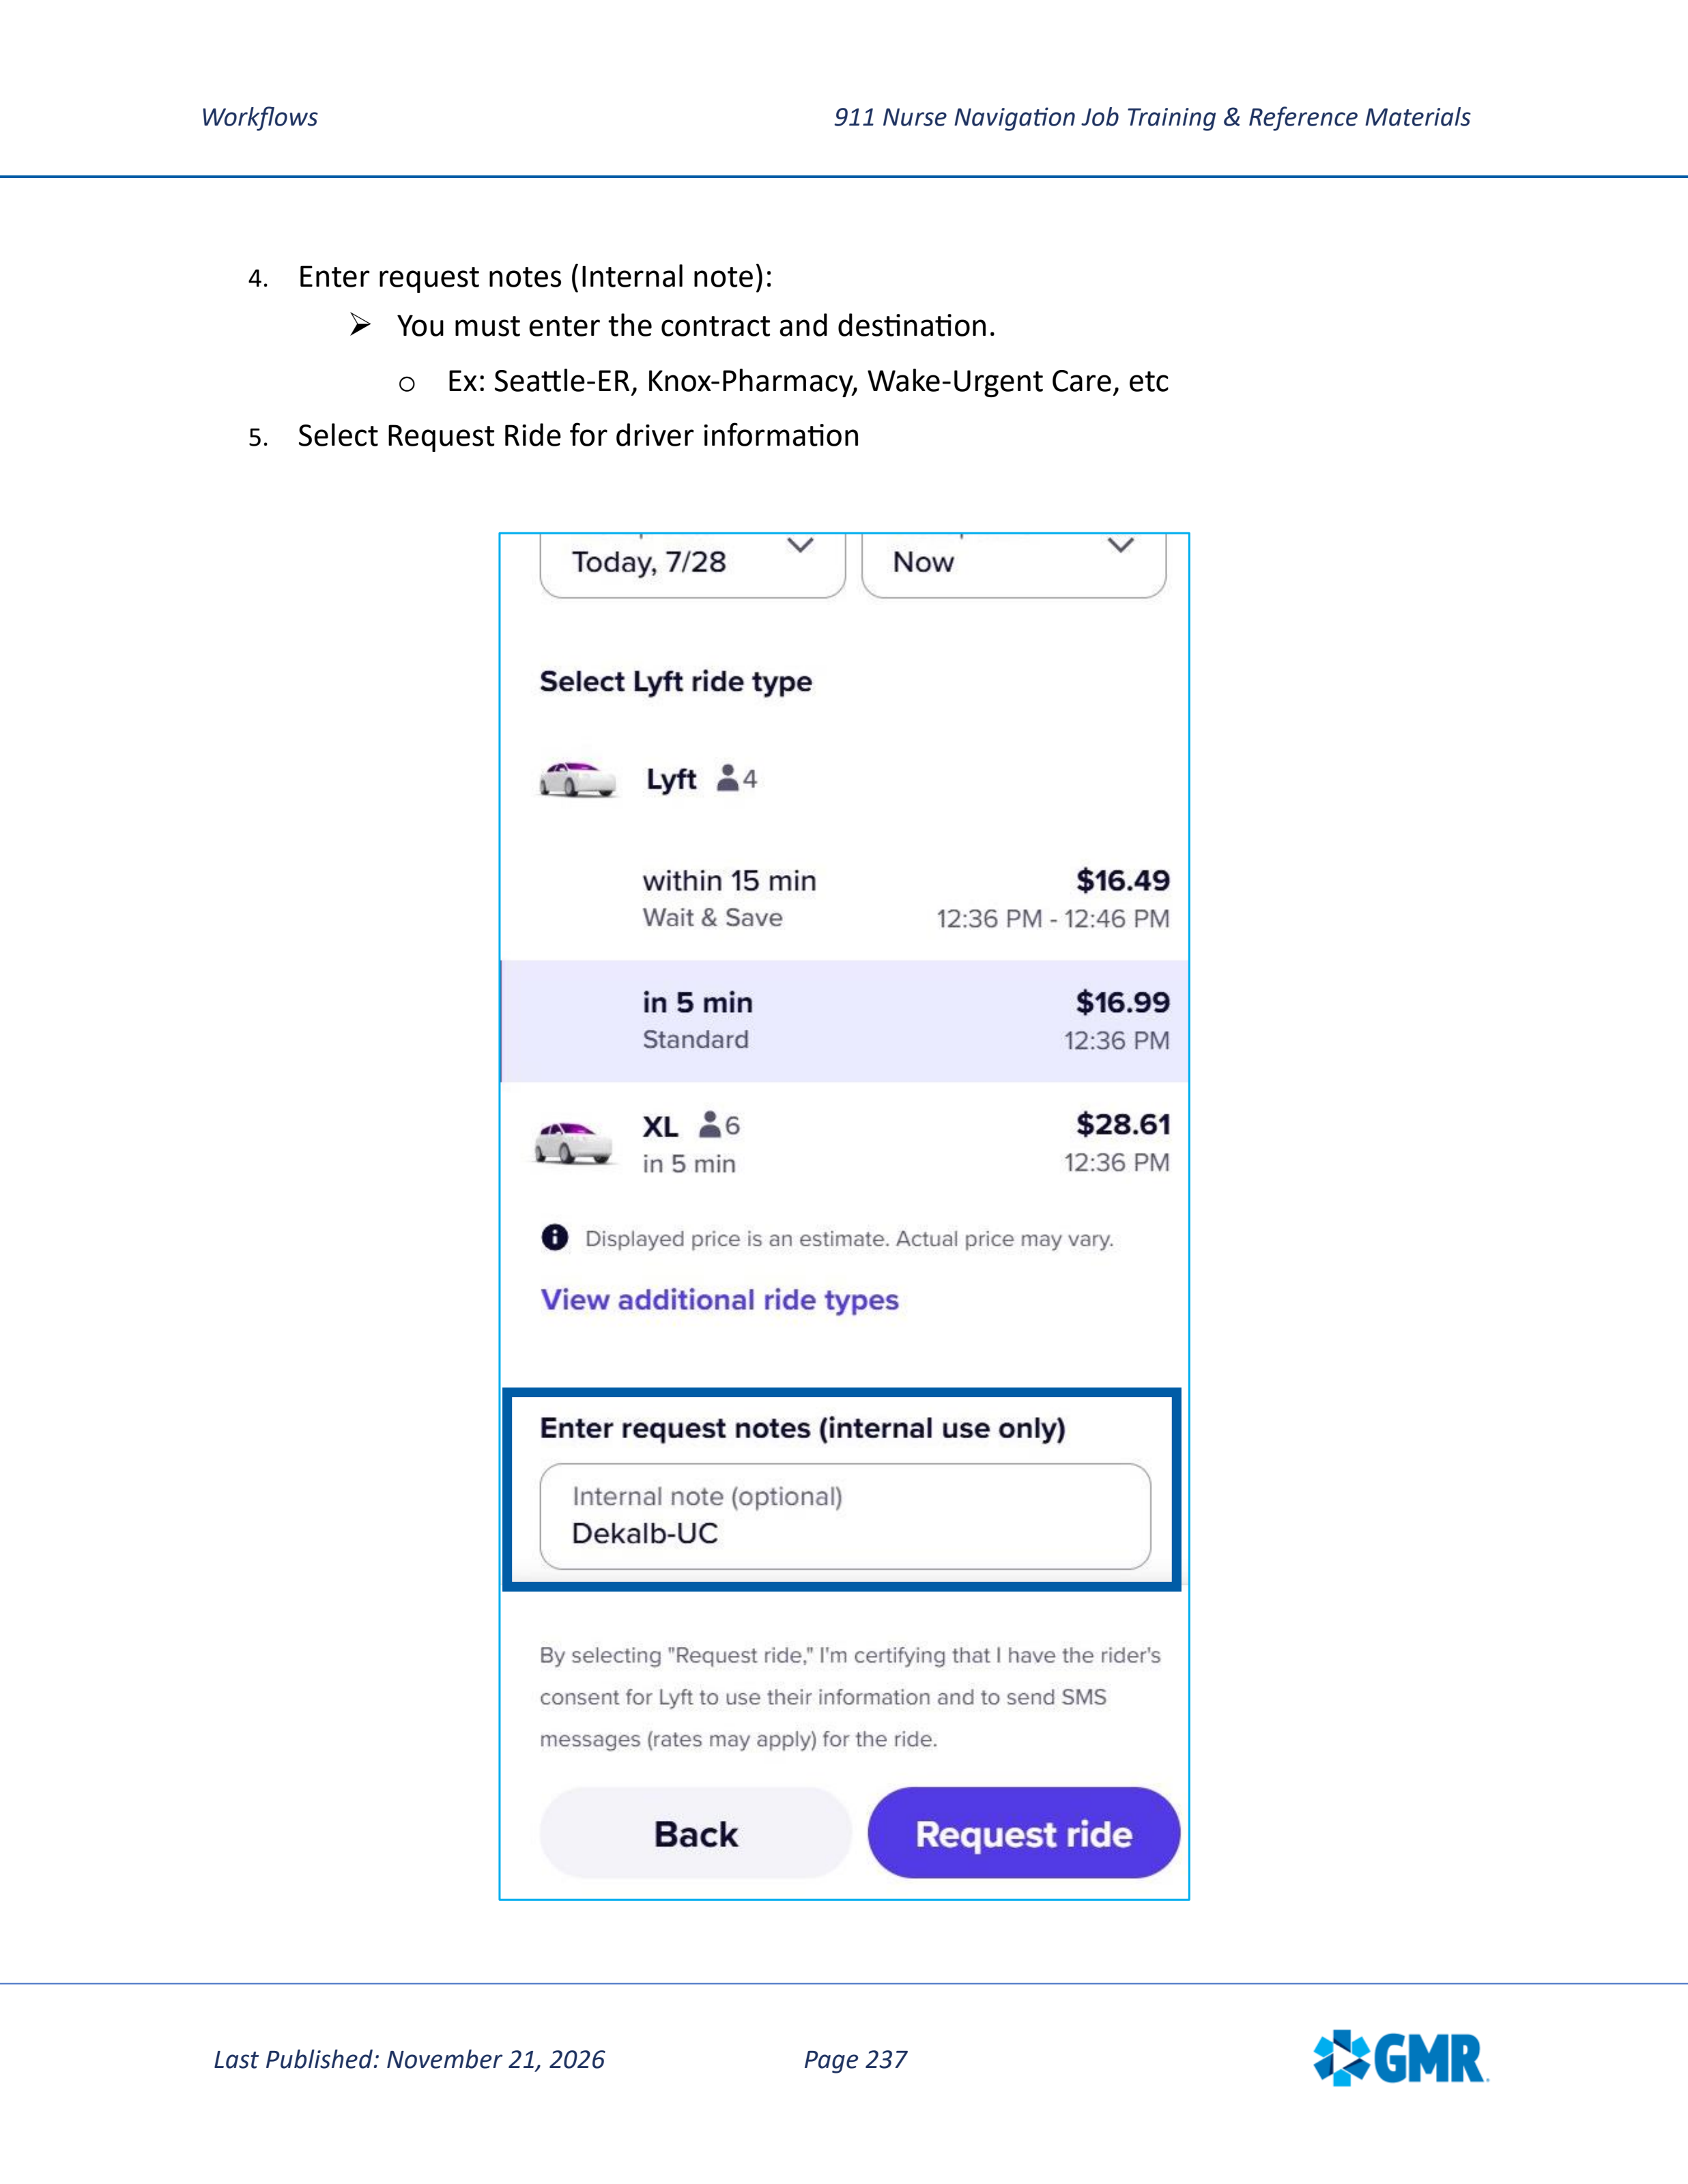 Workflows
911 Nurse Navigation Job Training & Reference Materials
4. Enter request notes (Internal note):
➢ You must enter the contract and destination.
o Ex: Seattle-ER, Knox-Pharmacy, Wake-Urgent Care, etc
5. Select Request Ride for driver information
Today, 7/28
Now
Select Lyft ride type
Lyft 4
within 15 min $16.49
Wait & Save 12:36 PM - 12:46 PM
in 5 min $16.99
Standard 12:36 PM
XL 6 $28.61
in 5 min 12:36 PM
Displayed price is an estimate. Actual price may vary.
View additional ride types
Enter request notes (internal use only)
Internal note (optional)
Dekalb-UC
By selecting "Request ride," I'm certifying that I have the rider's
consent for Lyft to use their information and to send SMS
messages (rates may apply) for the ride.
Back
Request ride
Last Published: November 21, 2026
Page 237
GMR